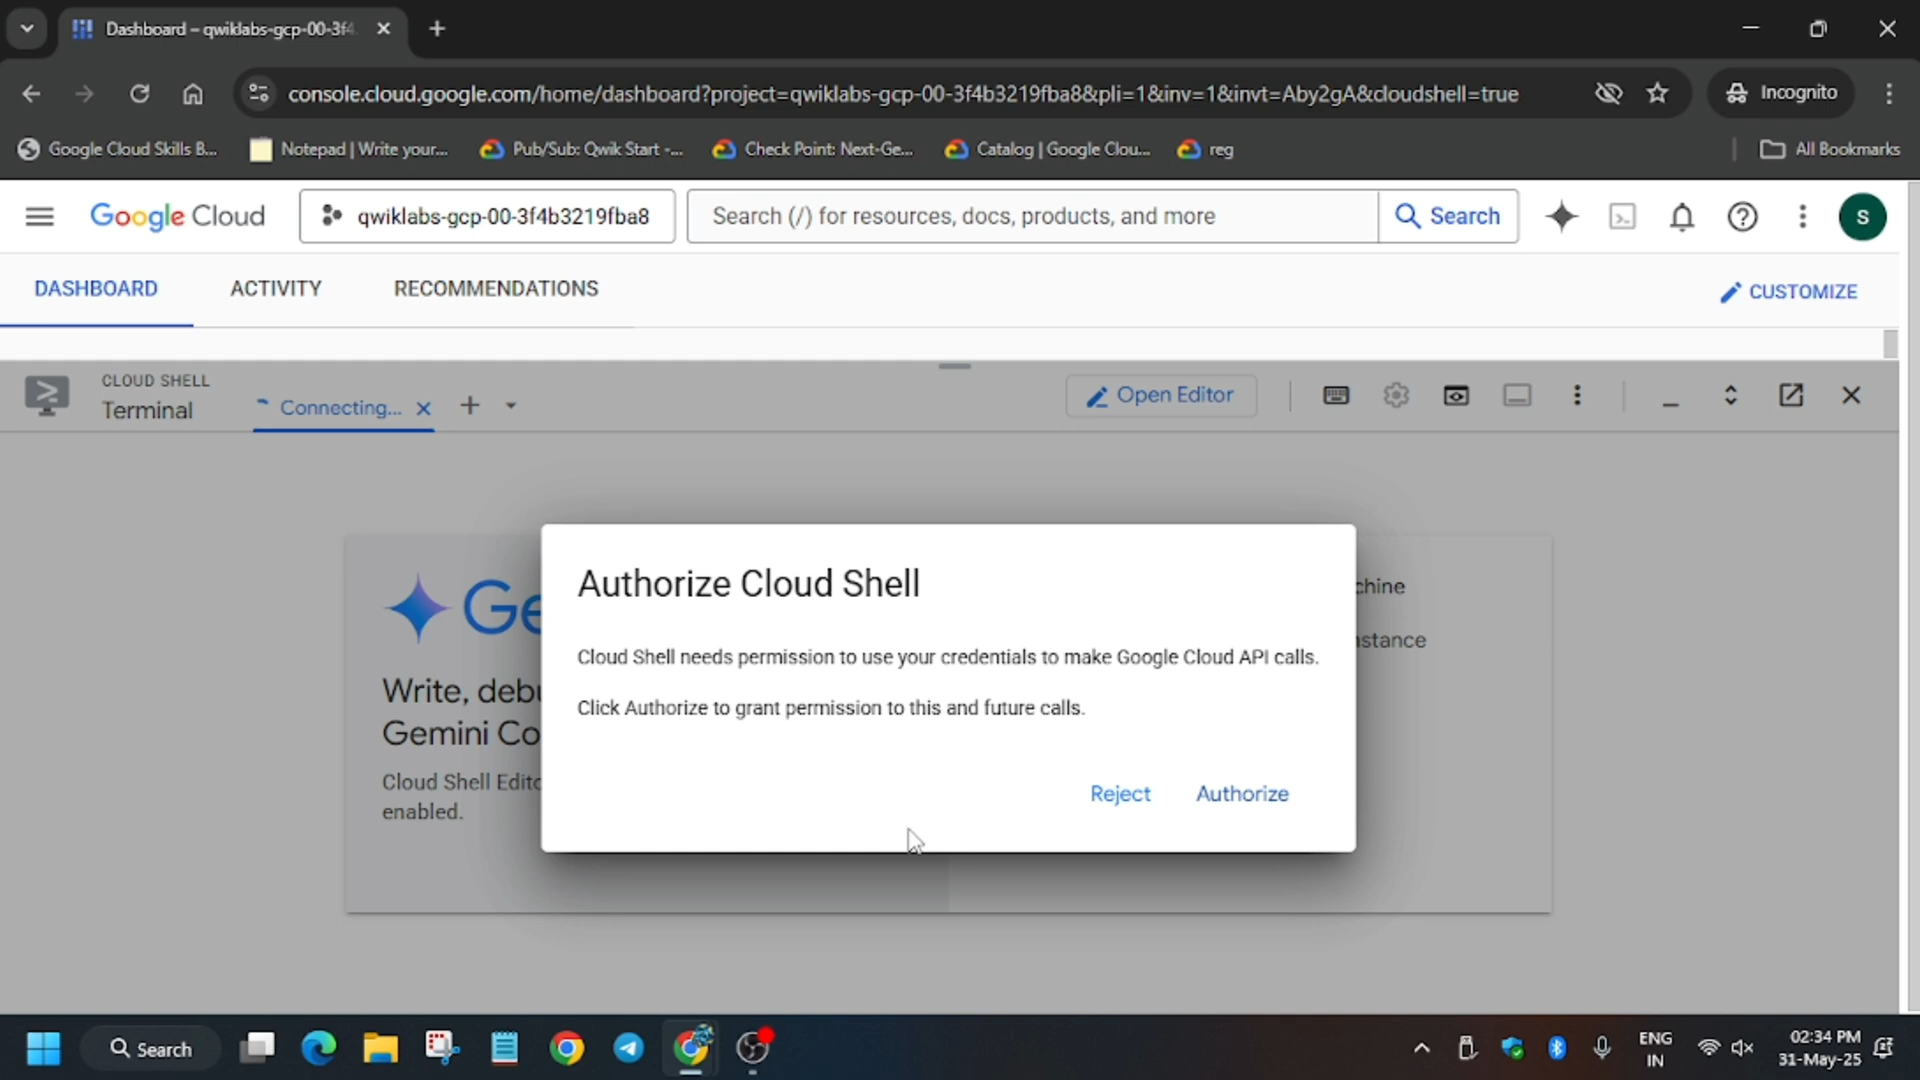 Dashboard – qwiklabs-gcp-00-3f4
console.cloud.google.com/home/dashboard?project=qwiklabs-gcp-00-3f4b3219fba8&pli=1&inv=1&invt=Aby2gA&cloudshell=true
Incognito
Google Cloud Skills B...
Notepad | Write your...
Pub/Sub: Qwik Start -...
Check Point: Next-Ge...
Catalog | Google Clou...
reg
All Bookmarks
Google Cloud
qwiklabs-gcp-00-3f4b3219fba8
Search (/) for resources, docs, products, and more
Search
S
DASHBOARD
ACTIVITY
RECOMMENDATIONS
CUSTOMIZE
CLOUD SHELL
Terminal
Connecting...
Open Editor
Authorize Cloud Shell
Cloud Shell needs permission to use your credentials to make Google Cloud API calls.
Click Authorize to grant permission to this and future calls.
Reject
Authorize
Ge
Write, debu
Gemini Co
Cloud Shell Edito
enabled.
chine
nstance
Search
ENG
IN
02:34 PM
31-May-25